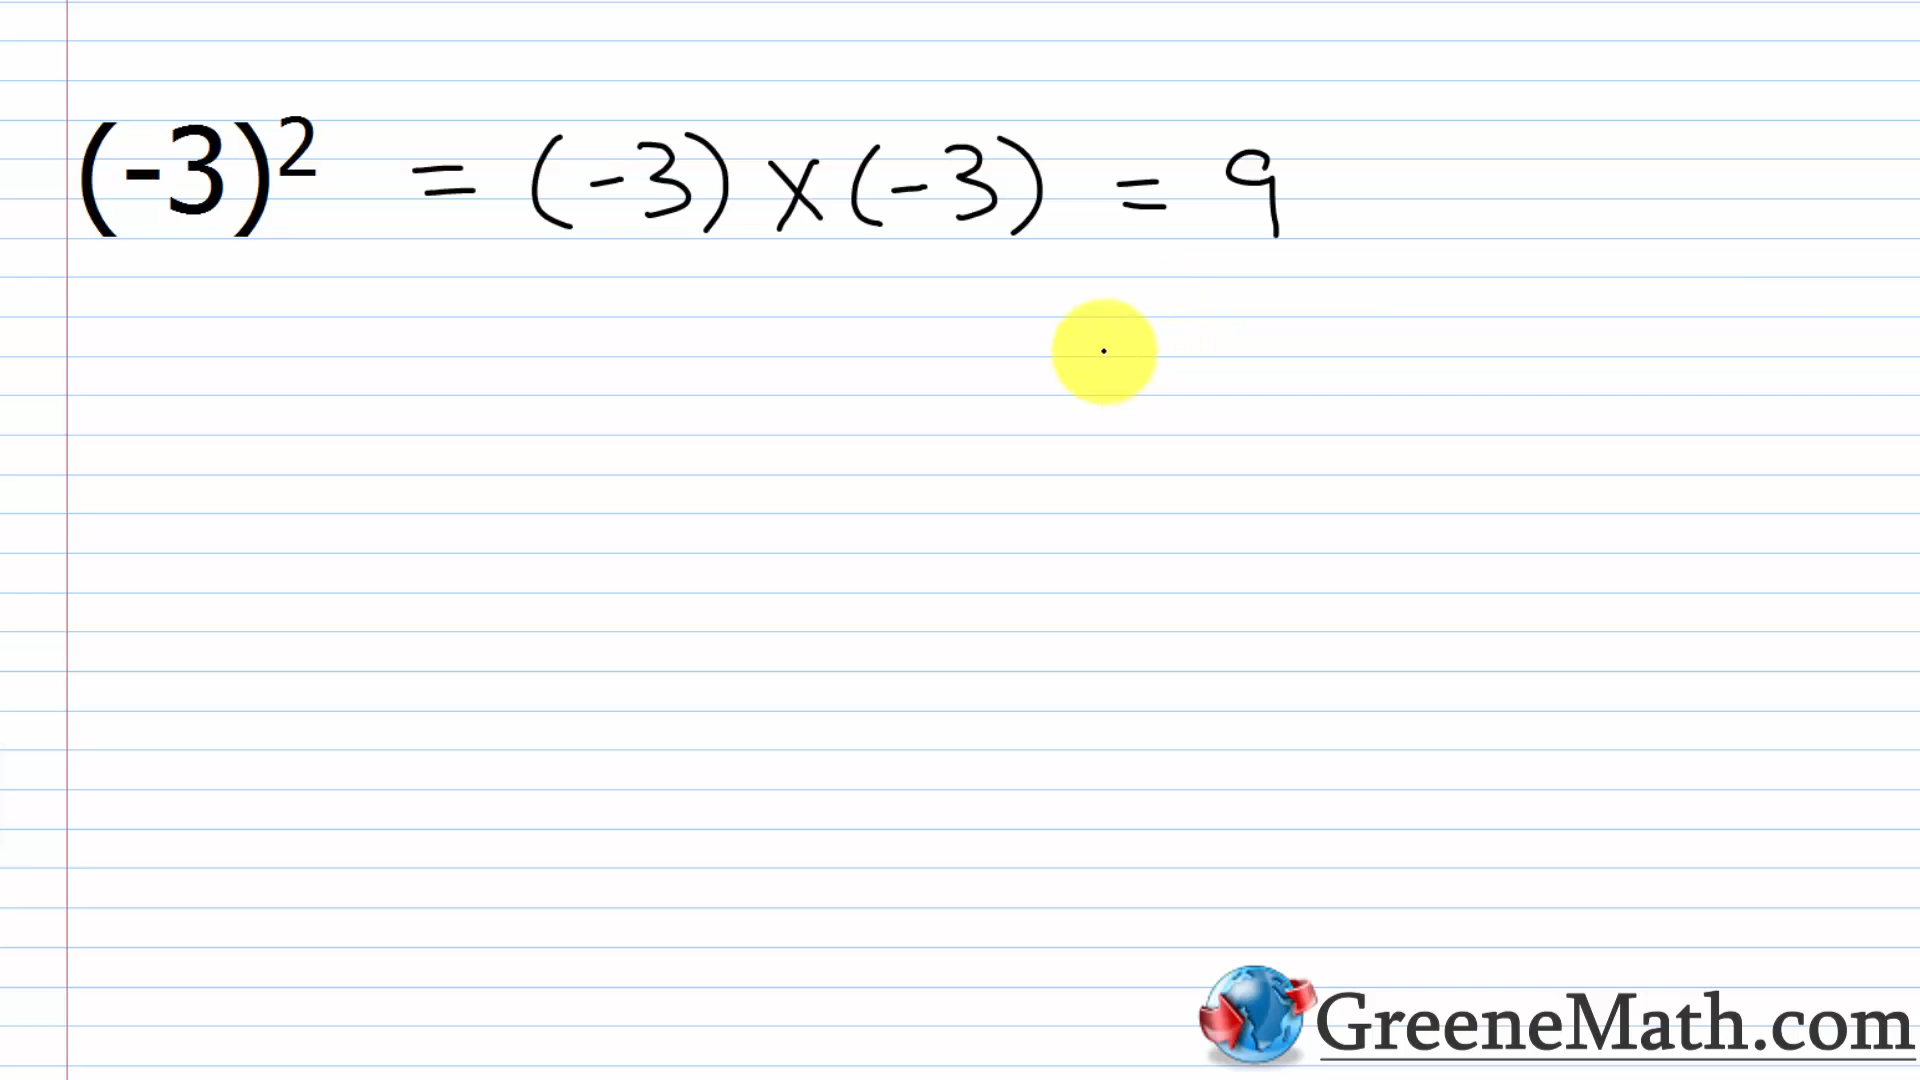 (-3)² = (-3) x (-3) = 9
GreeneMath.com